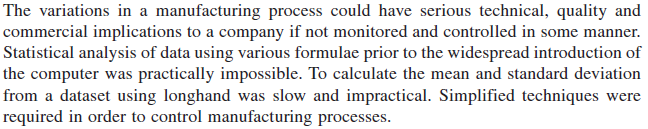 The variations in a manufacturing process could have serious technical, quality and
commercial implications to a company if not monitored and controlled in some manner.
Statistical analysis of data using various formulae prior to the widespread introduction of
the computer was practically impossible. To calculate the mean and standard deviation
from a dataset using longhand was slow and impractical. Simplified techniques were
required in order to control manufacturing processes.